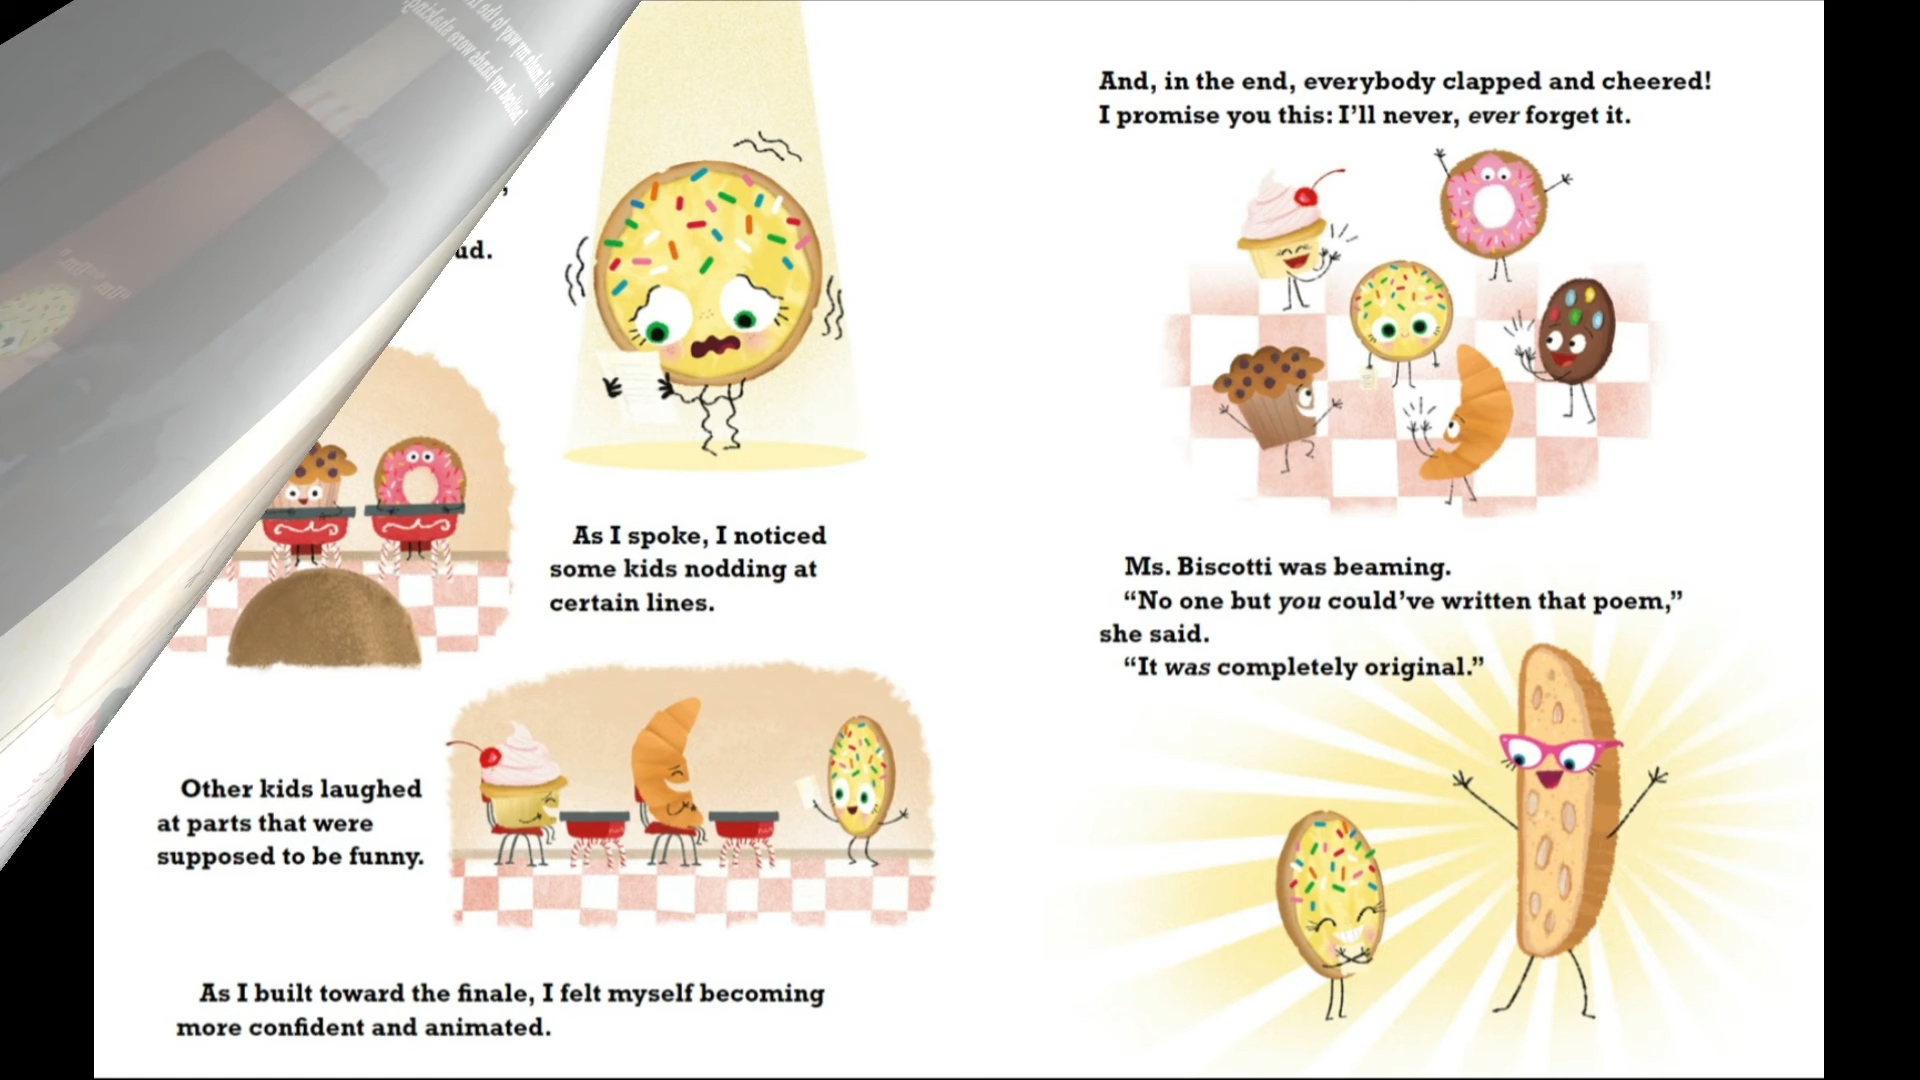 ud.
As I spoke, I noticed
some kids nodding at
certain lines.
Other kids laughed
at parts that were
supposed to be funny.
As I built toward the finale, I felt myself becoming
more confident and animated.
And, in the end, everybody clapped and cheered!
I promise you this: I’ll never, ever forget it.
Ms. Biscotti was beaming.
“No one but you could’ve written that poem,”
she said.
“It was completely original.”